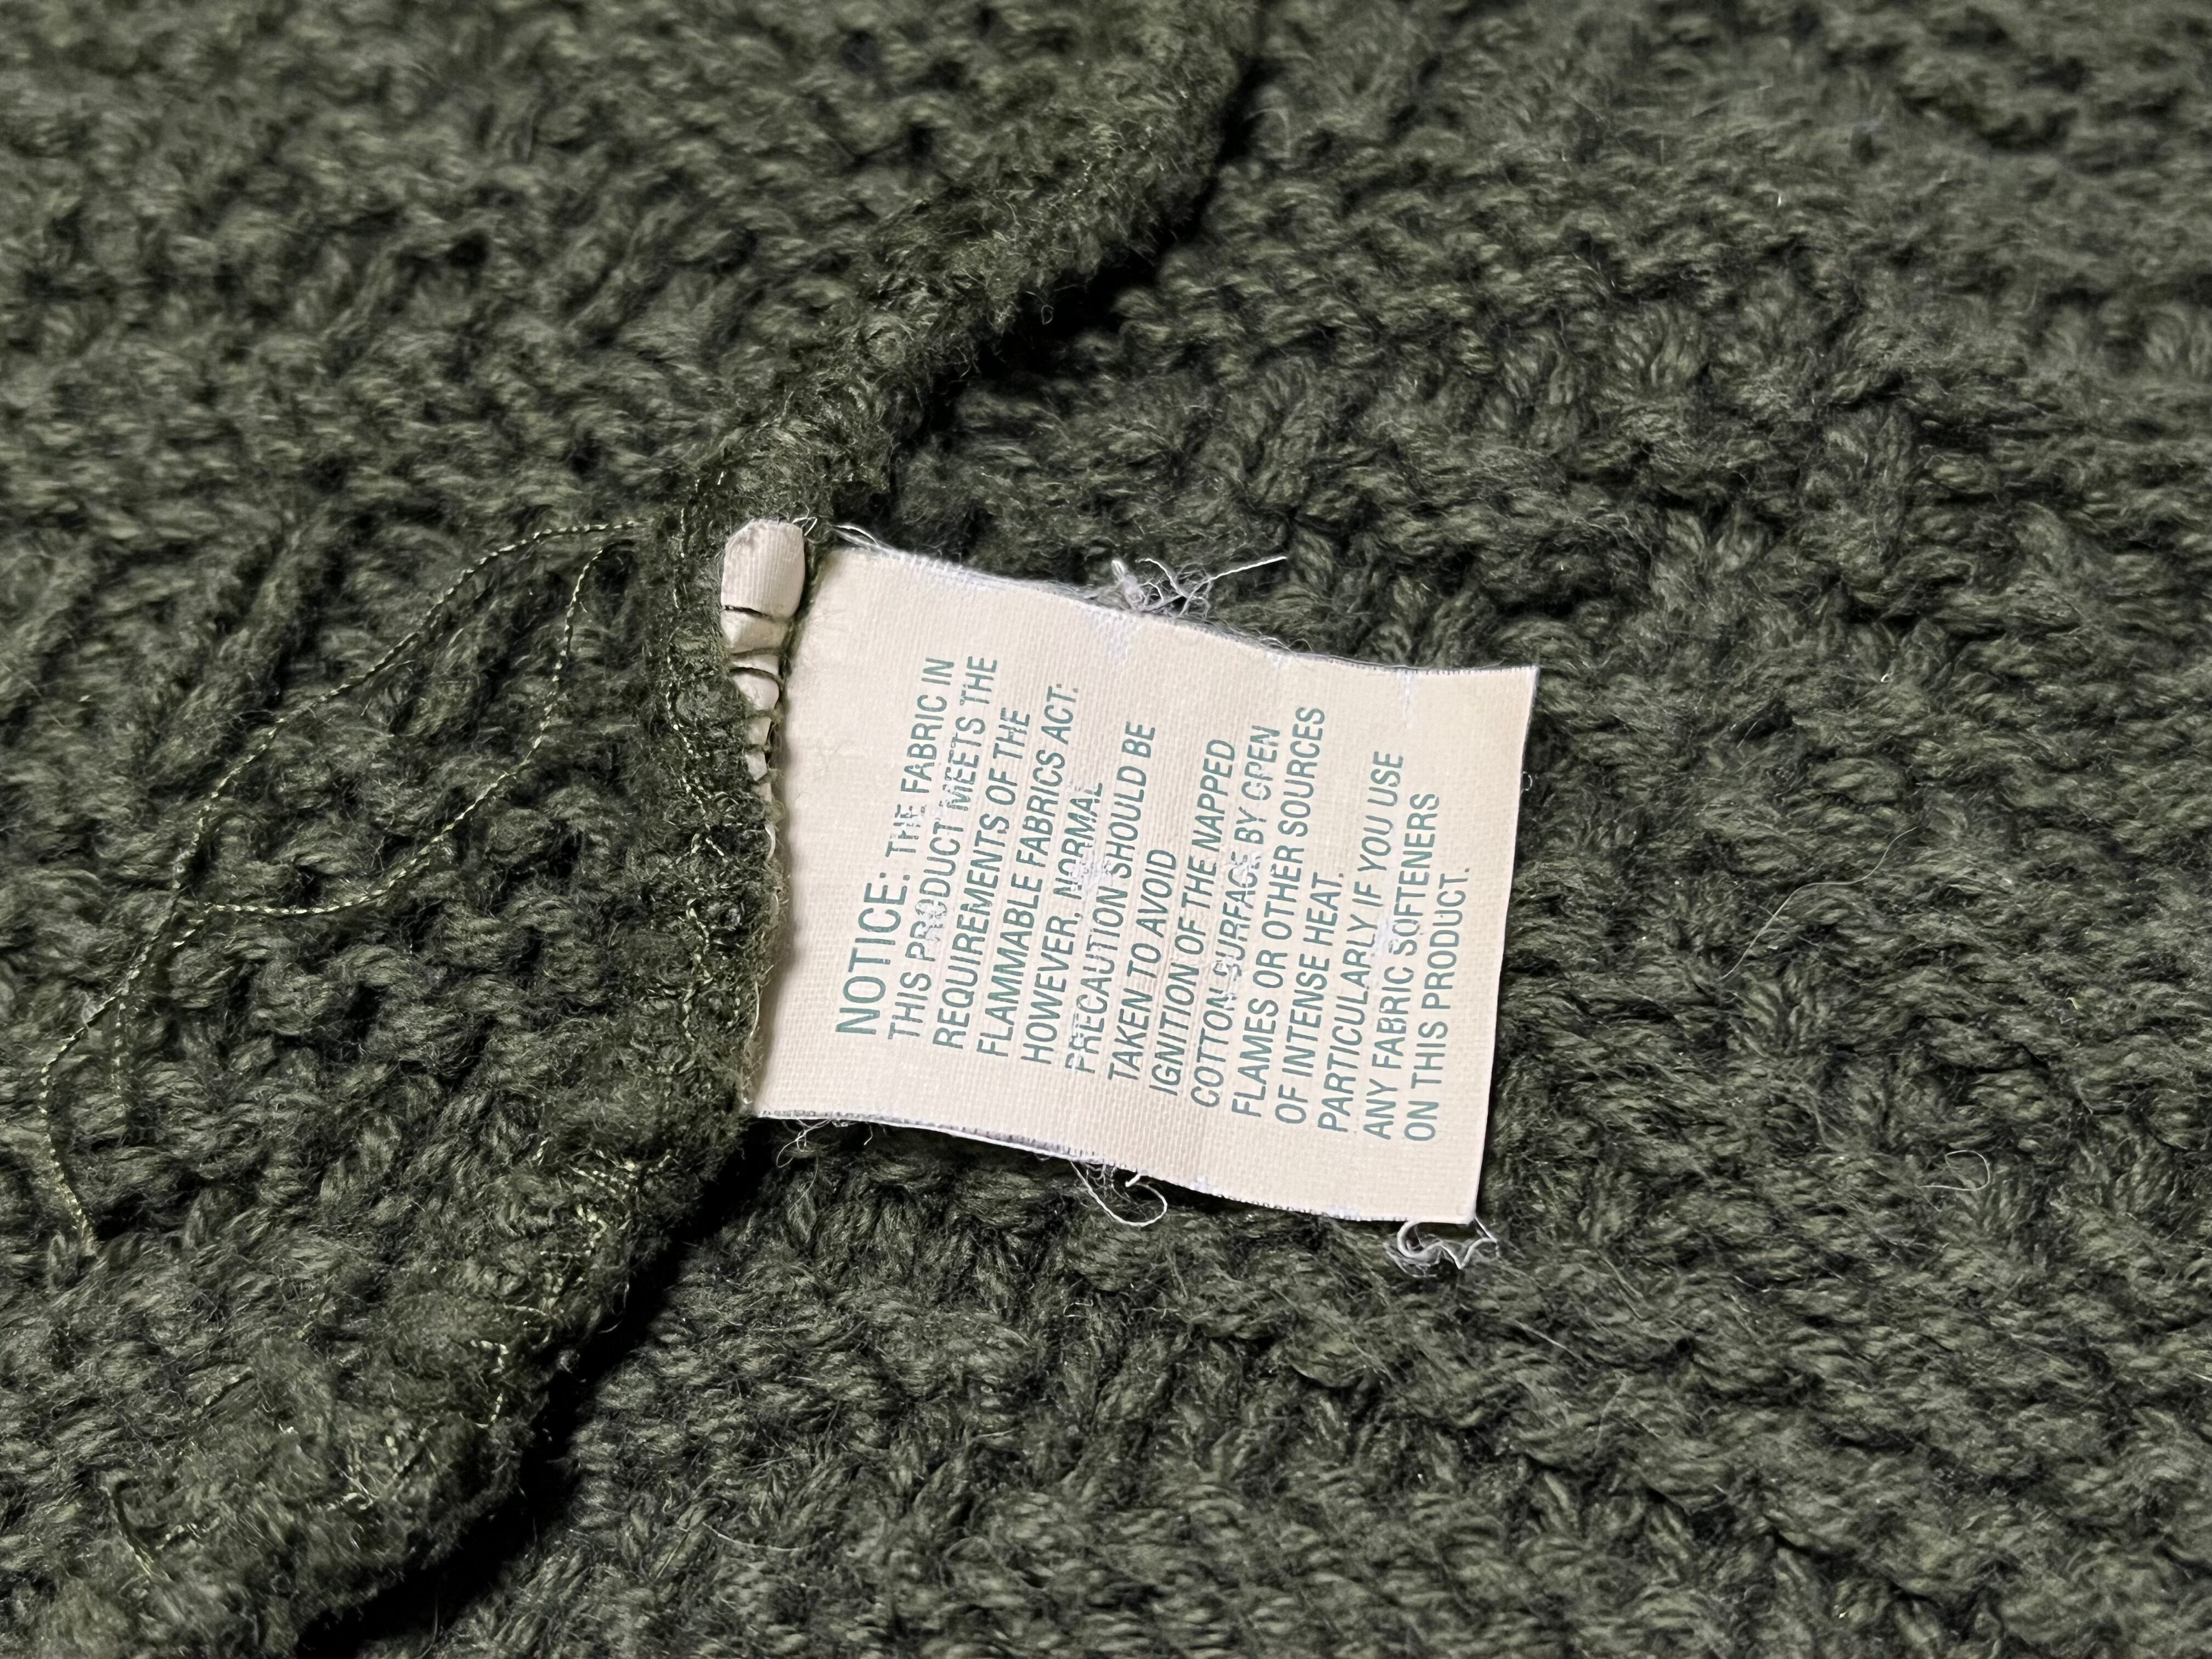 NOTICE: THE FABRIC IN
THIS PRODUCT MEETS THE
REQUIREMENTS OF THE
FLAMMABLE FABRICS ACT.
HOWEVER, NORMAL
PRECAUTION SHOULD BE
TAKEN TO AVOID
IGNITION OF THE NAPPED
COTTON SURFACE BY OPEN
FLAMES OR OTHER SOURCES
OF INTENSE HEAT.
PARTICULARLY IF YOU USE
ANY FABRIC SOFTENERS
ON THIS PRODUCT.